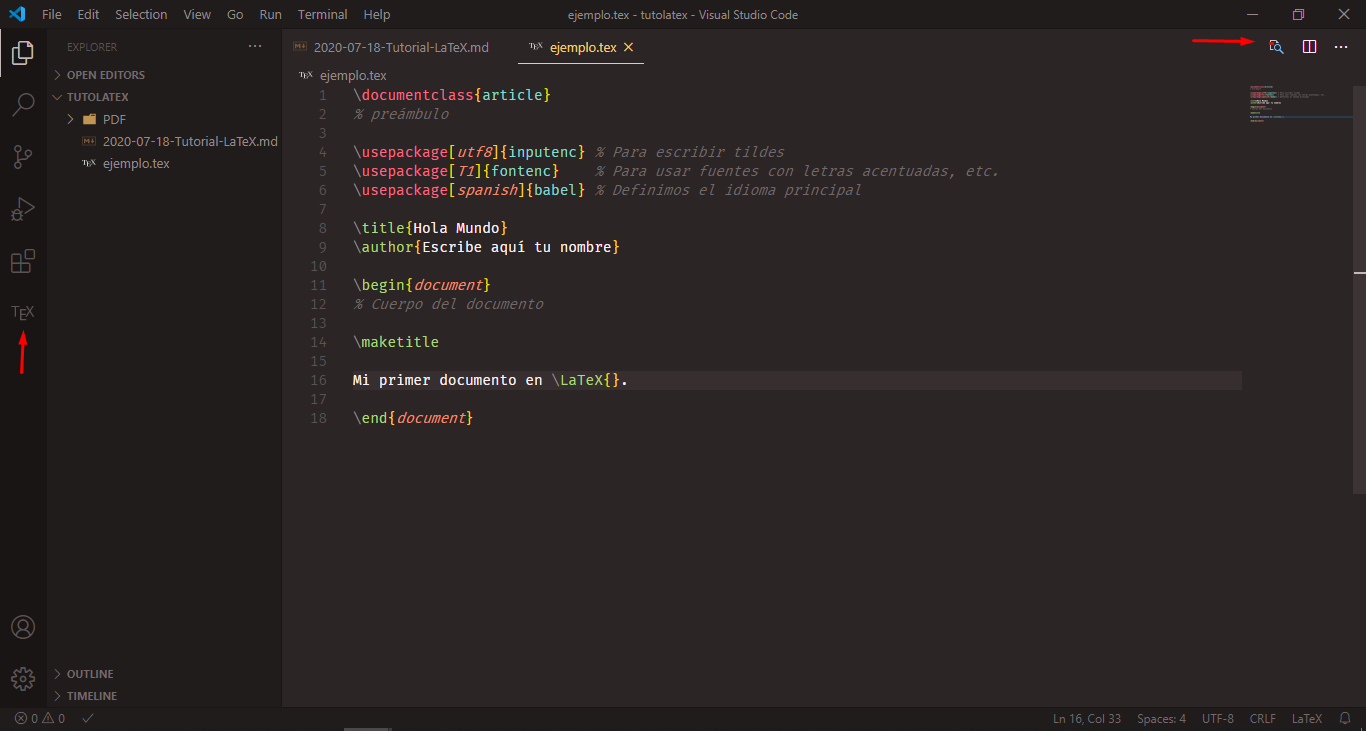 File Edit Selection View Go Run Terminal Help ejemplo.tex - tutolatex - Visual Studio Code
EXPLORER
OPEN EDITORS
TUTOLATEX
PDF
2020-07-18-Tutorial-LaTeX.md
TEX ejemplo.tex
TEX
OUTLINE
TIMELINE
2020-07-18-Tutorial-LaTeX.md TEX ejemplo.tex
TEX ejemplo.tex
1 \documentclass{article}
2 % preámbulo
3
4 \usepackage[utf8]{inputenc} % Para escribir tildes
5 \usepackage[T1]{fontenc} % Para usar fuentes con letras acentuadas, etc.
6 \usepackage[spanish]{babel} % Definimos el idioma principal
7
8 \title{Hola Mundo}
9 \author{Escribe aquí tu nombre}
10
11 \begin{document}
12 % Cuerpo del documento
13
14 \maketitle
15
16 Mi primer documento en \LaTeX{}.
17
18 \end{document}
0 0 Ln 16, Col 33 Spaces: 4 UTF-8 CRLF LaTeX